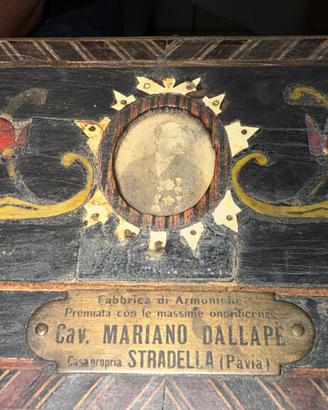 Fabbrica di Armoniche
Premiata con le massime onorificenze
Cav. MARIANO DALLAPÈ
Casa propria STRADELLA (Pavia)